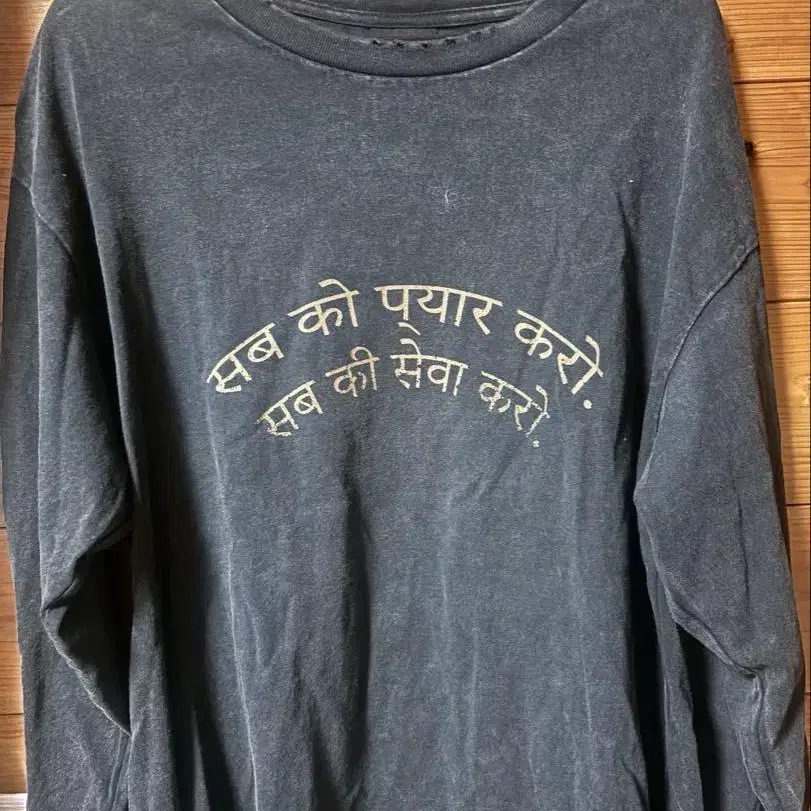 सब को प्‌यार करो.
सब की सेवा करो.